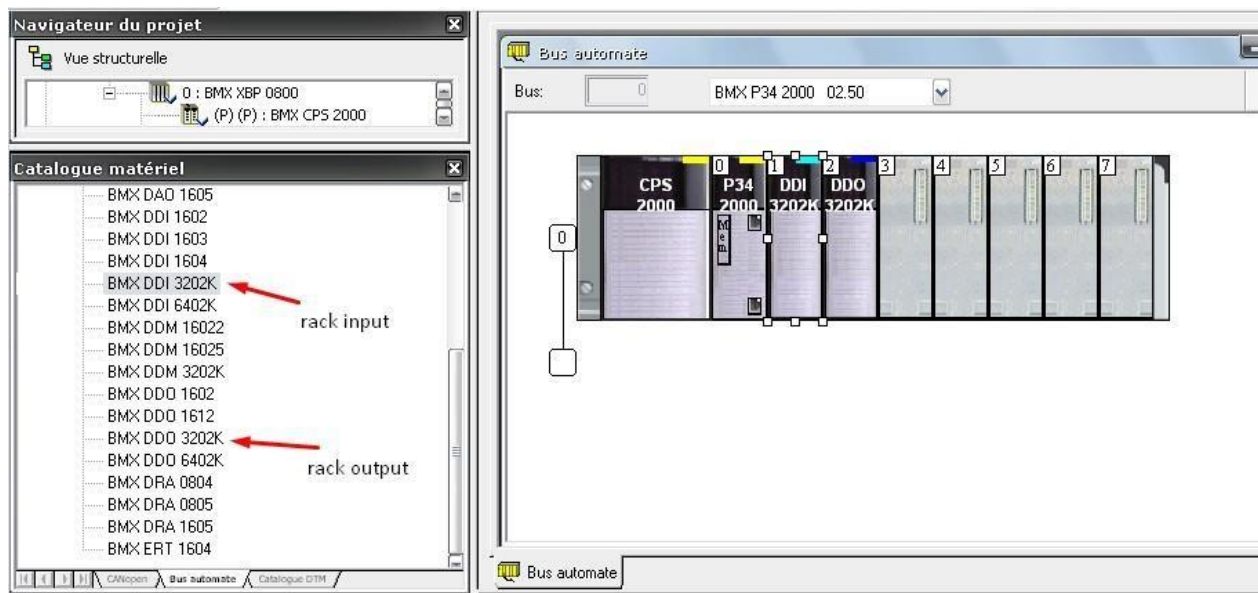 Navigateur du projet
Vue structurelle
0 : BMX XBP 0800
(P) (P) : BMX CPS 2000
Catalogue matériel
BMX DAO 1605
BMX DDI 1602
BMX DDI 1603
BMX DDI 1604
BMX DDI 3202K
BMX DDI 6402K
BMX DDM 16022
BMX DDM 16025
BMX DDM 3202K
BMX DDO 1602
BMX DDO 1612
BMX DDO 3202K
BMX DDO 6402K
BMX DRA 0804
BMX DRA 0805
BMX DRA 1605
BMX ERT 1604
rack input
rack output
CANopen Bus automate Catalogue DTM
Bus automate
Bus: 0 BMX P34 2000 02.50
0 1 2 3 4 5 6 7
CPS P34 DDI DDO
2000 2000 3202K 3202K
Mem
0
Bus automate